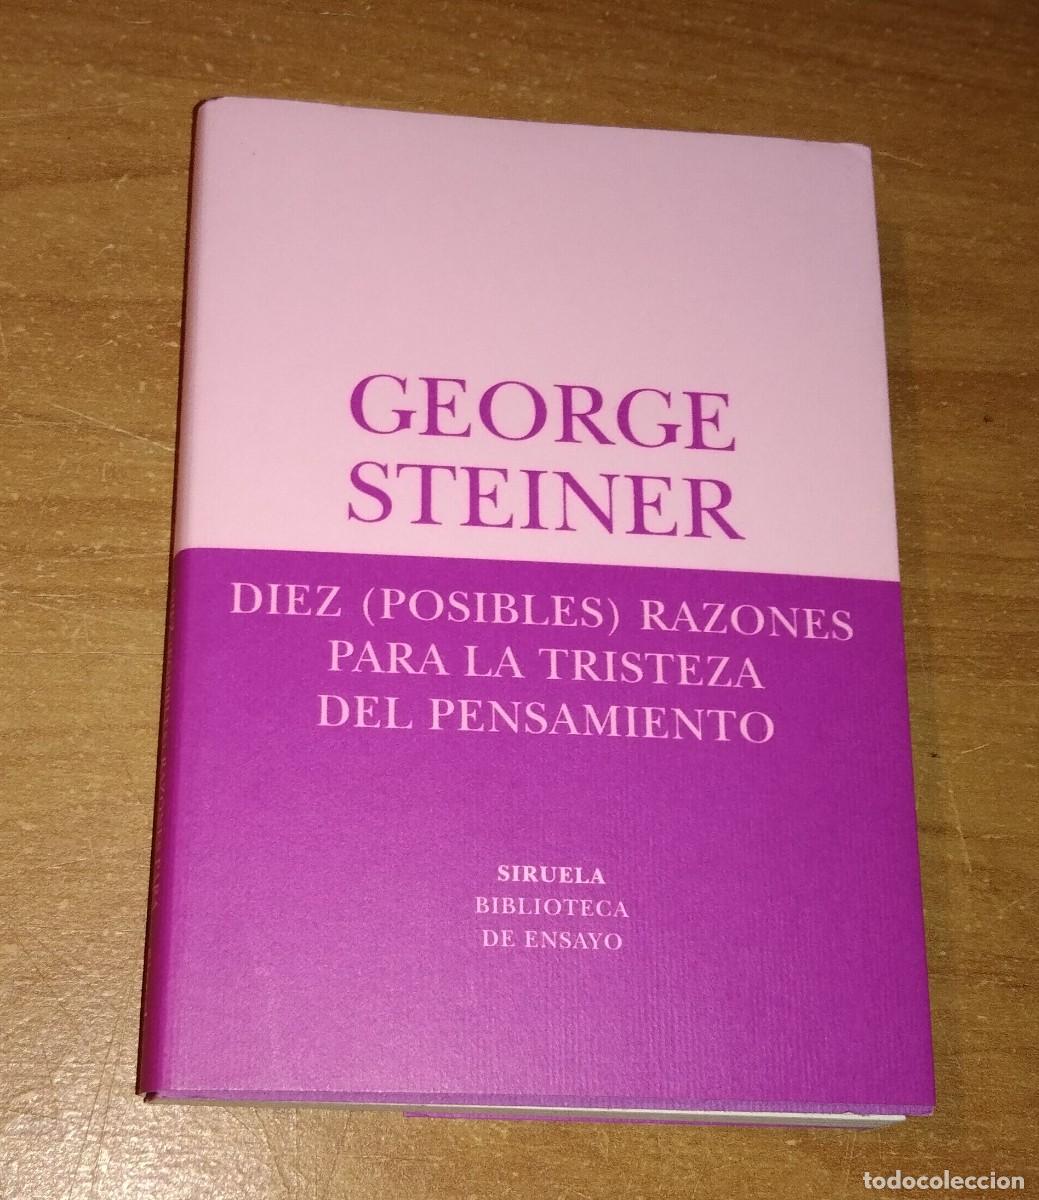 GEORGE
STEINER
DIEZ (POSIBLES) RAZONES
PARA LA TRISTEZA
DEL PENSAMIENTO
SIRUELA
BIBLIOTECA
DE ENSAYO
todocoleccion